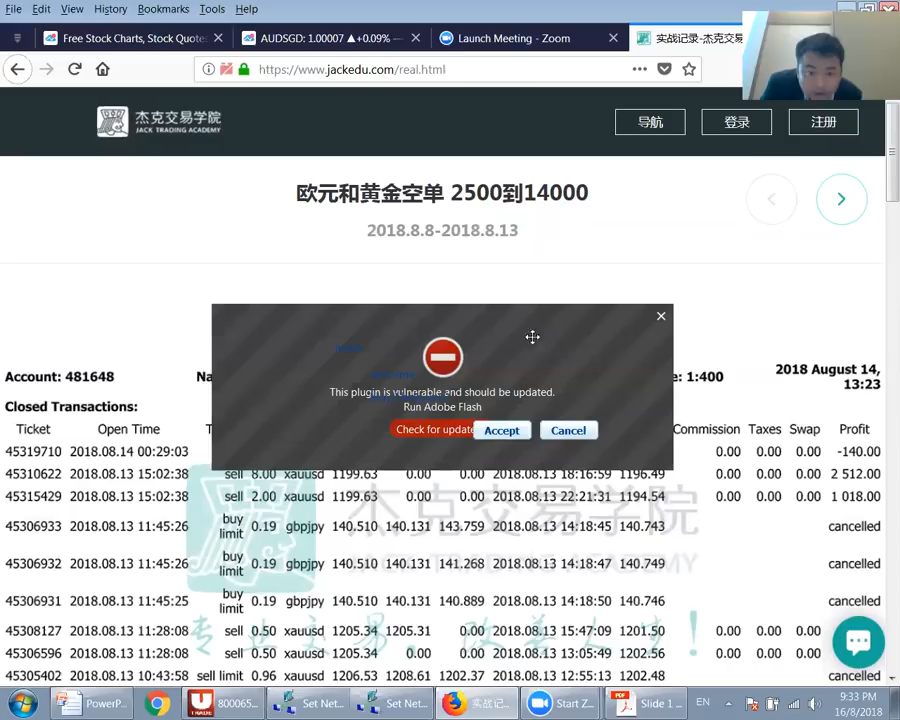 File Edit View History Bookmarks Tools Help
Free Stock Charts, Stock Quotes
AUDSGD: 1.00007 ▲+0.09%
Launch Meeting - Zoom
实战记录-杰克交易
https://www.jackedu.com/real.html
杰克交易学院
JACK TRADING ACADEMY
导航
登录
注册
欧元和黄金空单 2500到14000
2018.8.8-2018.8.13
This plugin is vulnerable and should be updated.
Run Adobe Flash
Check for update
Accept
Cancel
Account: 481648
1:400
2018 August 14, 13:23
Closed Transactions:
Ticket Open Time Commission Taxes Swap Profit
45319710 2018.08.14 00:29:03 0.00 0.00 0.00 -140.00
45310622 2018.08.13 15:02:38 sell 8.00 xauusd 1199.63 0.00 0.00 2018.08.13 18:16:59 1196.49 0.00 0.00 0.00 2 512.00
45315429 2018.08.13 15:02:38 sell 2.00 xauusd 1199.63 0.00 0.00 2018.08.13 22:21:31 1194.54 0.00 0.00 0.00 1 018.00
45306933 2018.08.13 11:45:26 buy limit 0.19 gbpjpy 140.510 140.131 143.759 2018.08.13 14:18:45 140.743 cancelled
45306932 2018.08.13 11:45:26 buy limit 0.19 gbpjpy 140.510 140.131 141.268 2018.08.13 14:18:47 140.749 cancelled
45306931 2018.08.13 11:45:25 buy limit 0.19 gbpjpy 140.510 140.131 140.889 2018.08.13 14:18:50 140.746 cancelled
45308127 2018.08.13 11:28:08 sell 0.50 xauusd 1205.34 1205.31 0.00 2018.08.13 15:47:09 1201.50 0.00 0.00 0.00
45306596 2018.08.13 11:28:08 sell 0.50 xauusd 1205.34 0.00 0.00 2018.08.13 13:05:49 1202.56 0.00 0.00 0.00
45305402 2018.08.13 10:43:58 sell limit 0.96 xauusd 1206.53 1208.61 1202.37 2018.08.13 12:55:13 1202.48 cancelled
杰克交易学院
JACK TRADING ACADEMY
专业交易，改善人生！
PowerP...
800065...
Set Net...
Set Net...
实战记...
Start Z...
Slide 1 ...
EN
9:33 PM
16/8/2018